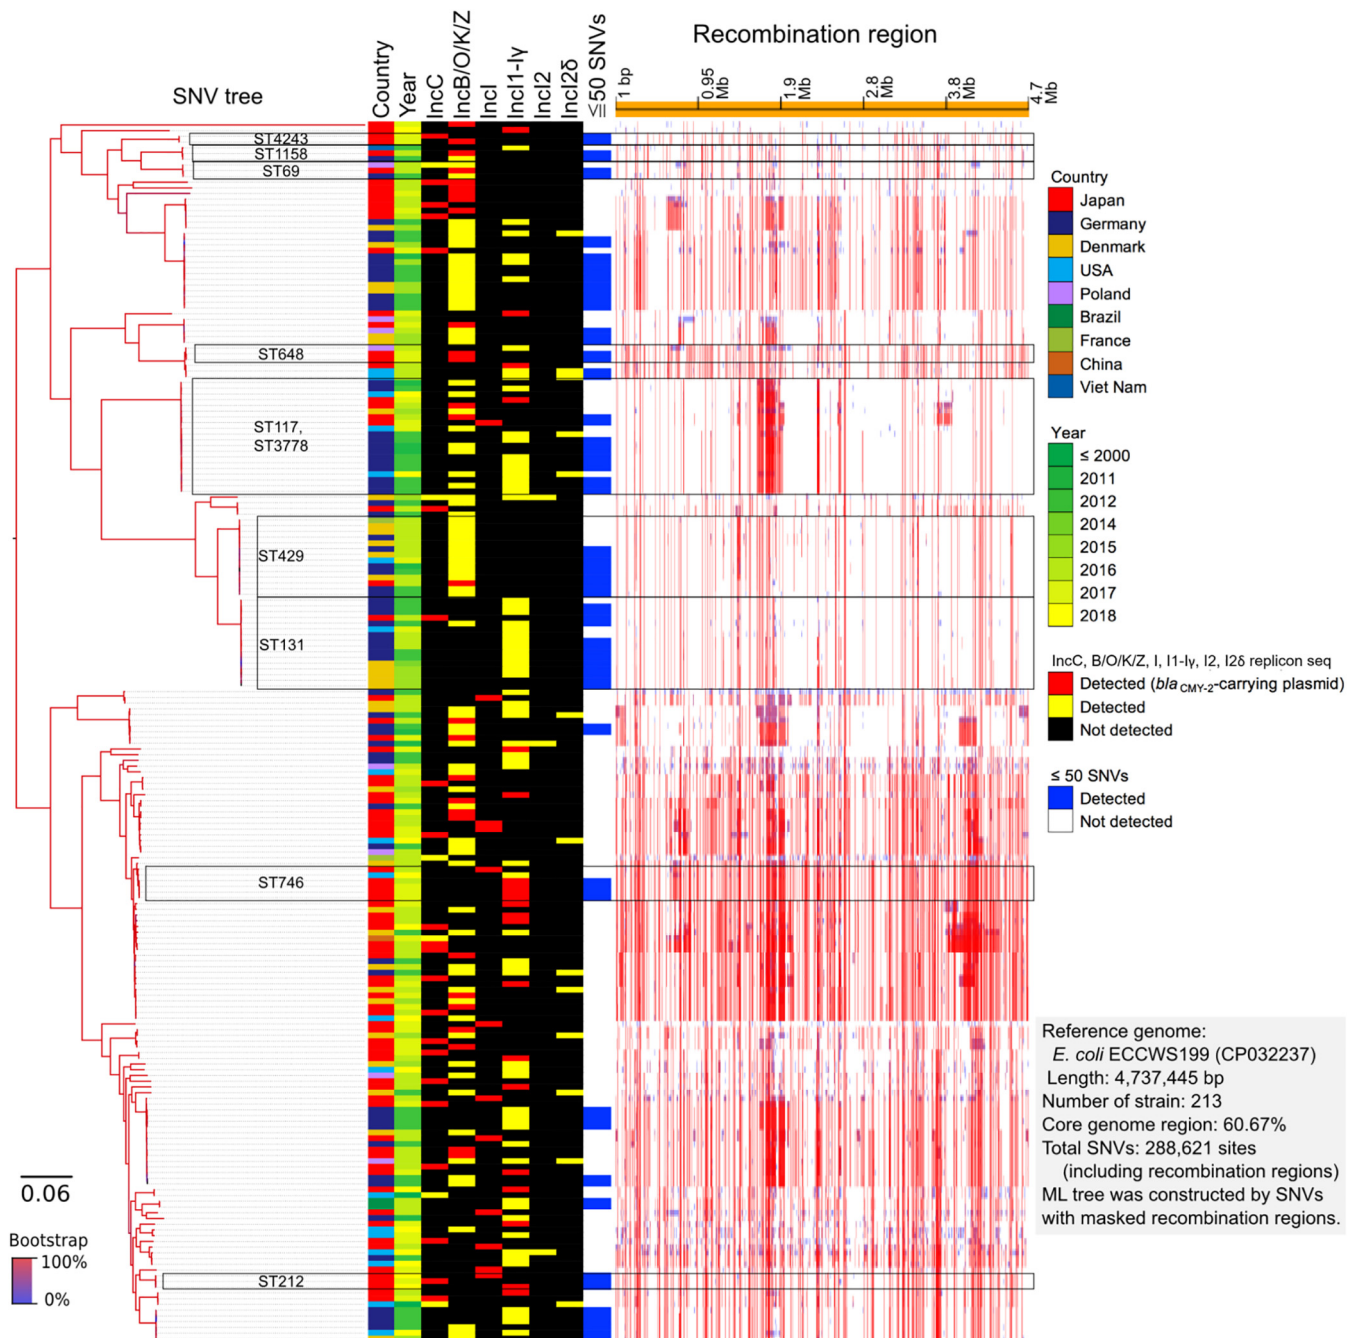 SNV tree
Country
Year
IncC
IncB/O/K/Z
IncI
IncI1-Iγ
IncI2
IncI2δ
≤50 SNVs
Recombination region
1 bp
0.95 Mb
1.9 Mb
2.8 Mb
3.8 Mb
4.7 Mb
ST4243
ST1158
ST69
ST648
ST117,
ST3778
ST429
ST131
ST746
ST212
Country
Japan
Germany
Denmark
USA
Poland
Brazil
France
China
Viet Nam
Year
≤ 2000
2011
2012
2014
2015
2016
2017
2018
IncC, B/O/K/Z, I, I1-Iγ, I2, I2δ replicon seq
Detected (bla CMY-2-carrying plasmid)
Detected
Not detected
≤ 50 SNVs
Detected
Not detected
Reference genome:
E. coli ECCWS199 (CP032237)
Length: 4,737,445 bp
Number of strain: 213
Core genome region: 60.67%
Total SNVs: 288,621 sites
(including recombination regions)
ML tree was constructed by SNVs
with masked recombination regions.
0.06
Bootstrap
100%
0%